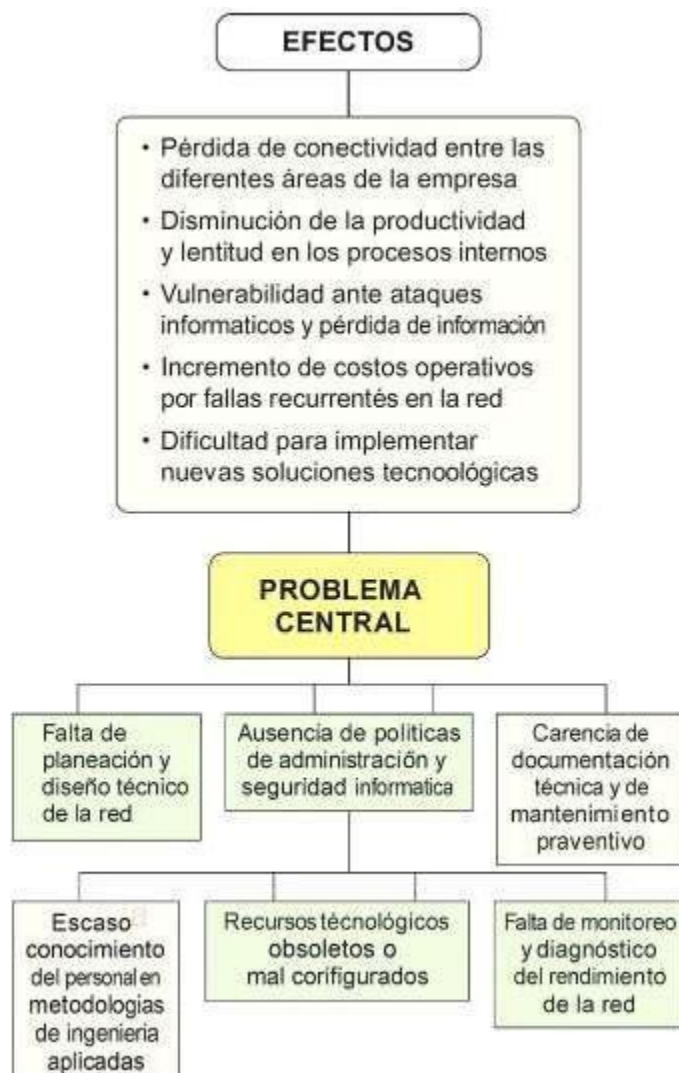 EFECTOS
• Pérdida de conectividad entre las
diferentes áreas de la empresa
• Disminución de la productividad
y lentitud en los procesos internos
• Vulnerabilidad ante ataques
informaticos y pérdida de información
• Incremento de costos operativos
por fallas recurrentés en la red
• Dificultad para implementar
nuevas soluciones tecnoológicas
PROBLEMA
CENTRAL
Falta de
planeación y
diseño técnico
de la red
Ausencia de politicas
de administración y
seguridad informatica
Carencia de
documentación
técnica y de
mantenimiento
praventivo
Escaso
conocimiento
del personal en
metodologias
de ingenieria
aplicadas
Recursos técnológicos
obsoletos o
mal corifigurados
Falta de monitoreo
y diagnóstico
del rendimiento
de la red